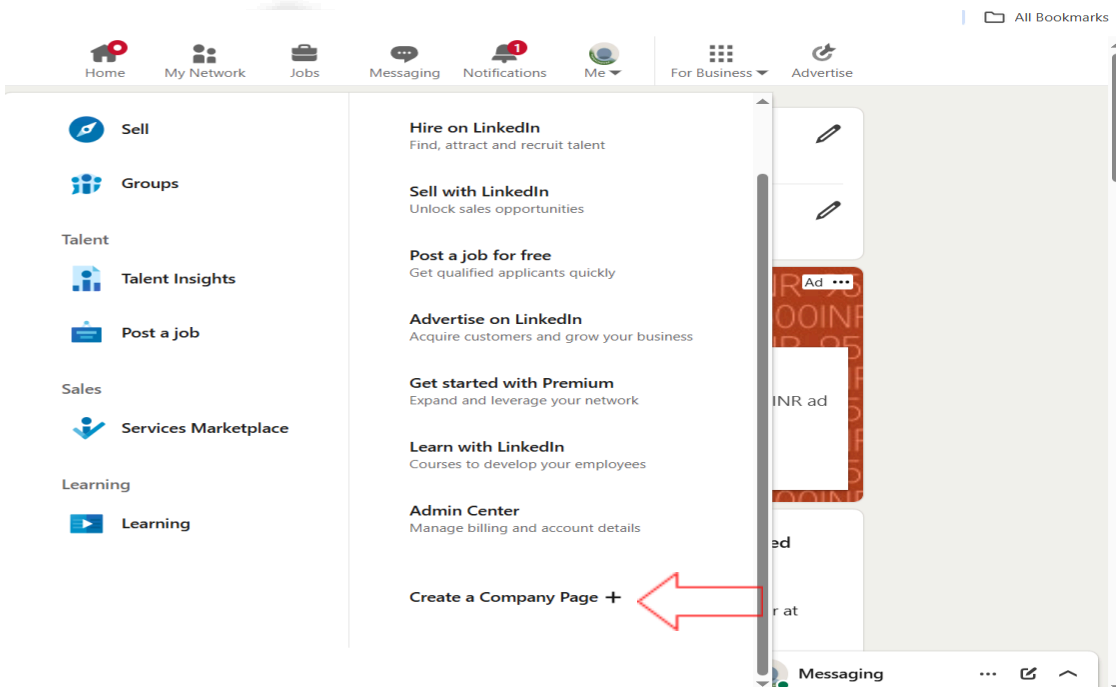 All Bookmarks
Home
My Network
Jobs
Messaging
Notifications
1
Me
For Business
Advertise
Sell
Groups
Talent
Talent Insights
Post a job
Sales
Services Marketplace
Learning
Learning
Hire on LinkedIn
Find, attract and recruit talent
Sell with LinkedIn
Unlock sales opportunities
Post a job for free
Get qualified applicants quickly
Advertise on LinkedIn
Acquire customers and grow your business
Get started with Premium
Expand and leverage your network
Learn with LinkedIn
Courses to develop your employees
Admin Center
Manage billing and account details
Create a Company Page +
Ad
INR ad
ed
r at
Messaging